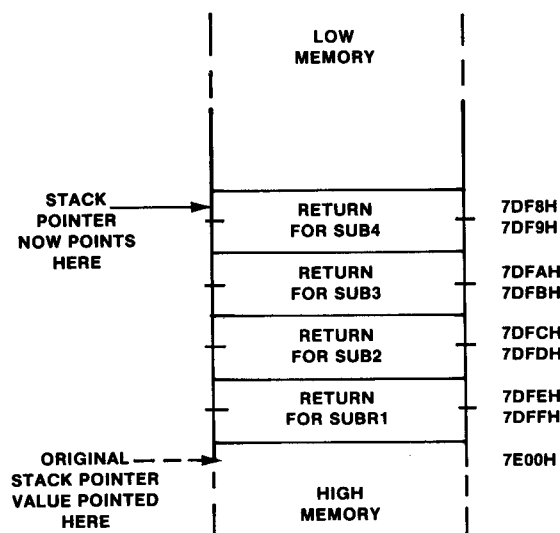 LOW
MEMORY
STACK
POINTER
NOW POINTS
HERE
RETURN
FOR SUB4
7DF8H
7DF9H
RETURN
FOR SUB3
7DFAH
7DFBH
RETURN
FOR SUB2
7DFCH
7DFDH
RETURN
FOR SUBR1
7DFEH
7DFFH
ORIGINAL
STACK POINTER
VALUE POINTED
HERE
7E00H
HIGH
MEMORY